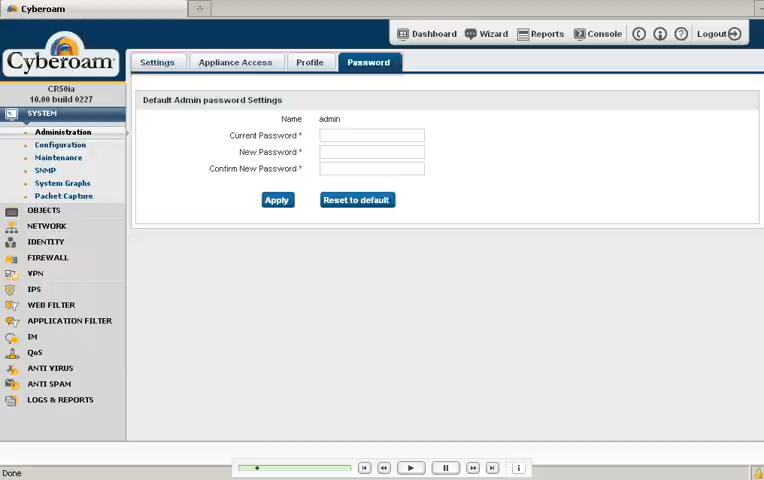 Cyberoam
Cyberoam
Dashboard
Wizard
Reports
Console
Logout
CR50ia
10.00 build 0227
Settings
Appliance Access
Profile
Password
Default Admin password Settings
Name admin
Current Password *
New Password *
Confirm New Password *
Apply
Reset to default
SYSTEM
Administration
Configuration
Maintenance
SNMP
System Graphs
Packet Capture
OBJECTS
NETWORK
IDENTITY
FIREWALL
VPN
IPS
WEB FILTER
APPLICATION FILTER
IM
QoS
ANTI VIRUS
ANTI SPAM
LOGS & REPORTS
Done